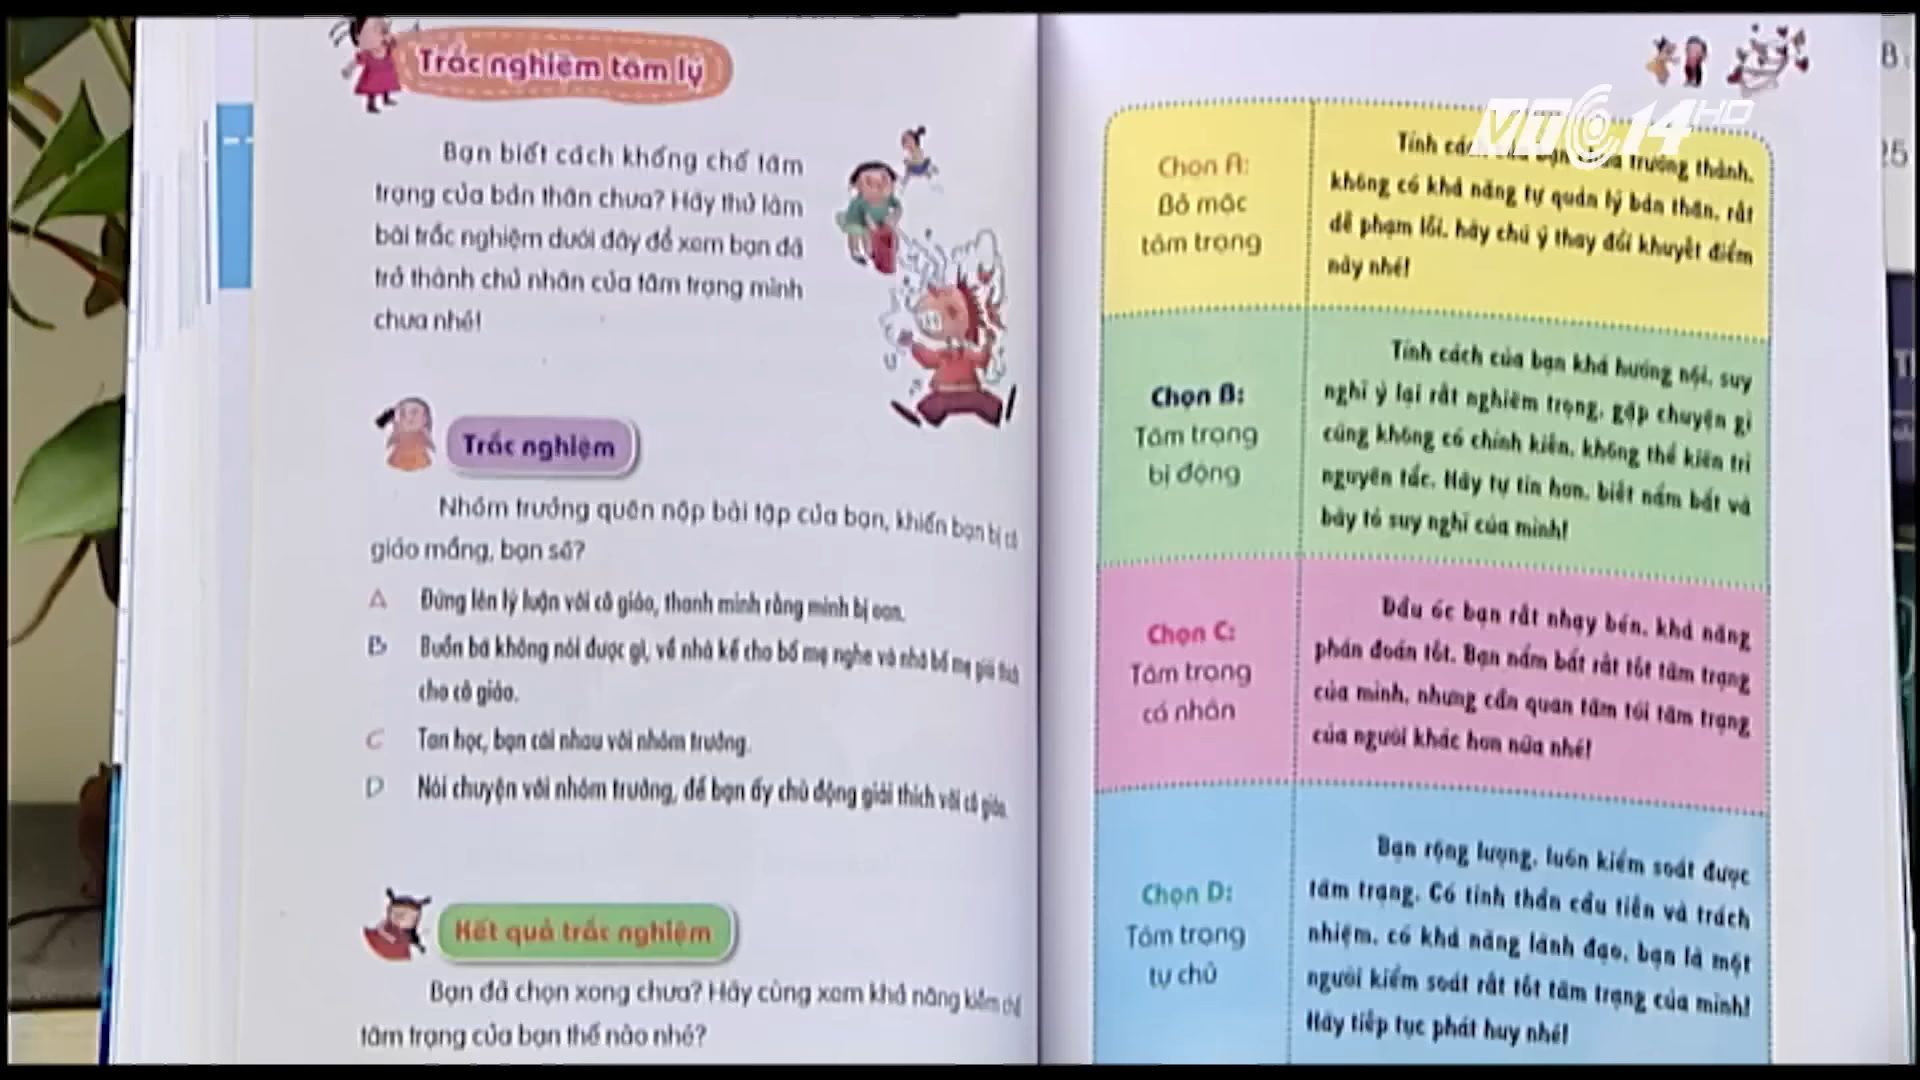 Trắc nghiệm tâm lý
Bạn biết cách khống chế tâm
trạng của bản thân chưa? Hãy thử làm
bài trắc nghiệm dưới đây để xem bạn đã
trở thành chủ nhân của tâm trạng mình
chưa nhé!
Trắc nghiệm
Nhóm trưởng quên nộp bài tập của bạn, khiến bạn bị cô
giáo mắng, bạn sẽ?
A Đứng lên lý luận với cô giáo, thanh minh rằng mình bị oan.
B Buồn bã không nói được gì, về nhà kể cho bố mẹ nghe và nhờ bố mẹ giải thích
cho cô giáo.
C Tan học, bạn cãi nhau với nhóm trưởng.
D Nói chuyện với nhóm trưởng, để bạn ấy chủ động giải thích với cô giáo.
Kết quả trắc nghiệm
Bạn đã chọn xong chưa? Hãy cùng xem khả năng kiềm chế
tâm trạng của bạn thế nào nhé?
VTC14 HD
Chọn A:
Bỏ mặc
tâm trạng
Tính cách trưởng thành,
không có khả năng tự quản lý bản thân, rất
dễ phạm lỗi, hãy chú ý thay đổi khuyết điểm
này nhé!
Chọn B:
Tâm trạng
bị động
Tính cách của bạn khá hướng nội, suy
nghĩ ỷ lại rất nghiêm trọng, gặp chuyện gì
cũng không có chính kiến, không thể kiên trì
nguyên tắc. Hãy tự tin hơn, biết nắm bắt và
bày tỏ suy nghĩ của mình!
Chọn C:
Tâm trạng
cá nhân
Đầu óc bạn rất nhạy bén, khả năng
phán đoán tốt. Bạn nắm bắt rất tốt tâm trạng
của mình, nhưng cần quan tâm tới tâm trạng
của người khác hơn nữa nhé!
Chọn D:
Tâm trạng
tự chủ
Bạn rộng lượng, luôn kiểm soát được
tâm trạng. Có tinh thần cầu tiến và trách
nhiệm, có khả năng lãnh đạo, bạn là một
người kiểm soát rất tốt tâm trạng của mình!
Hãy tiếp tục phát huy nhé!